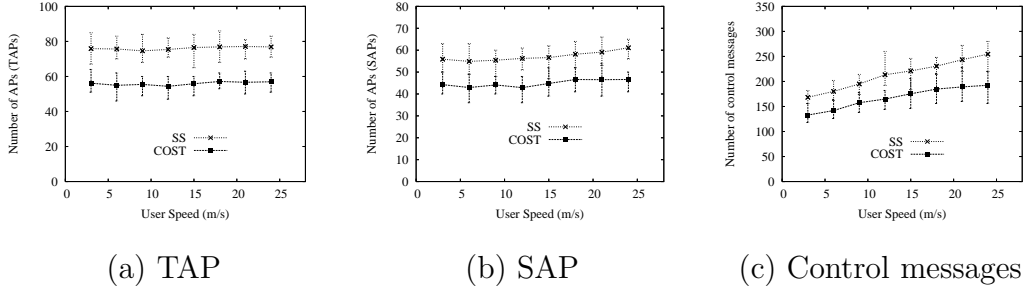 100
80
60
40
20
0
0 5 10 15 20 25
Number of APs (TAPs)
User Speed (m/s)
SS
COST
(a) TAP
80
70
60
50
40
30
20
10
0
0 5 10 15 20 25
Number of APs (SAPs)
User Speed (m/s)
SS
COST
(b) SAP
350
300
250
200
150
100
50
0
0 5 10 15 20 25
Number of control messages
User Speed (m/s)
SS
COST
(c) Control messages